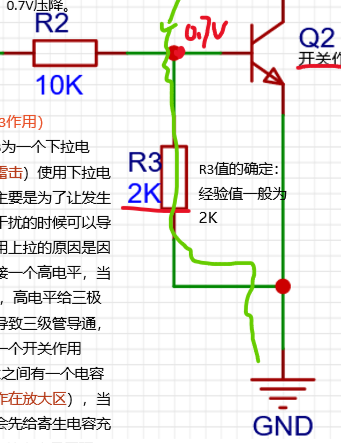 0.7V压降。
R2
0.7V
10K
Q2
开关作
3作用)
为一个下拉电
雷击）使用下拉电
主要是为了让发生
干扰的时候可以导
用上拉的原因是因
接一个高电平，当
，高电平给三极
导致三级管导通，
一个开关作用
之间有一个电容
作在放大区），当
会先给寄生电容充
R3
2K
R3值的确定：
经验值一般为
2K
GND